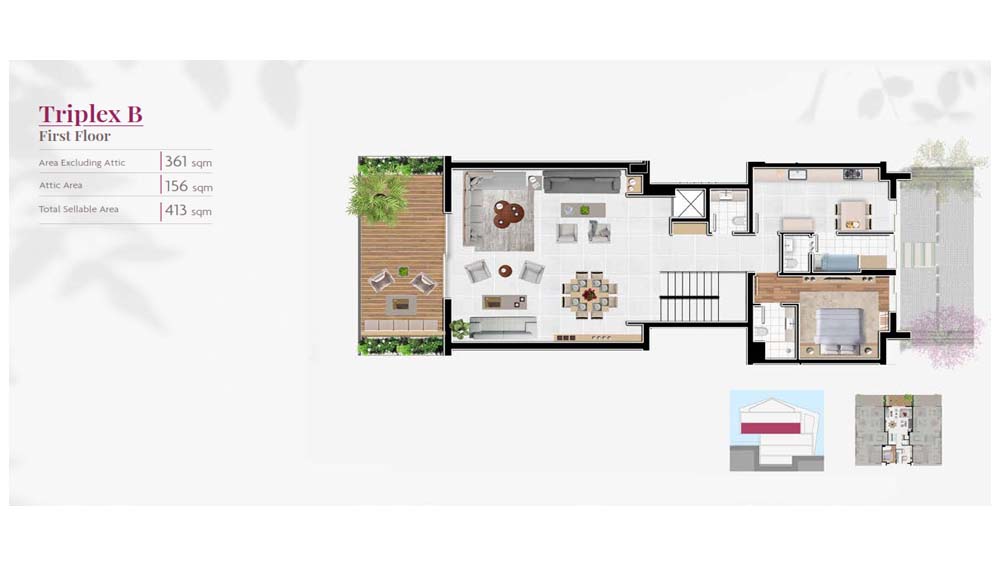 Triplex B
First Floor
Area Excluding Attic 361 sqm
Attic Area 156 sqm
Total Sellable Area 413 sqm